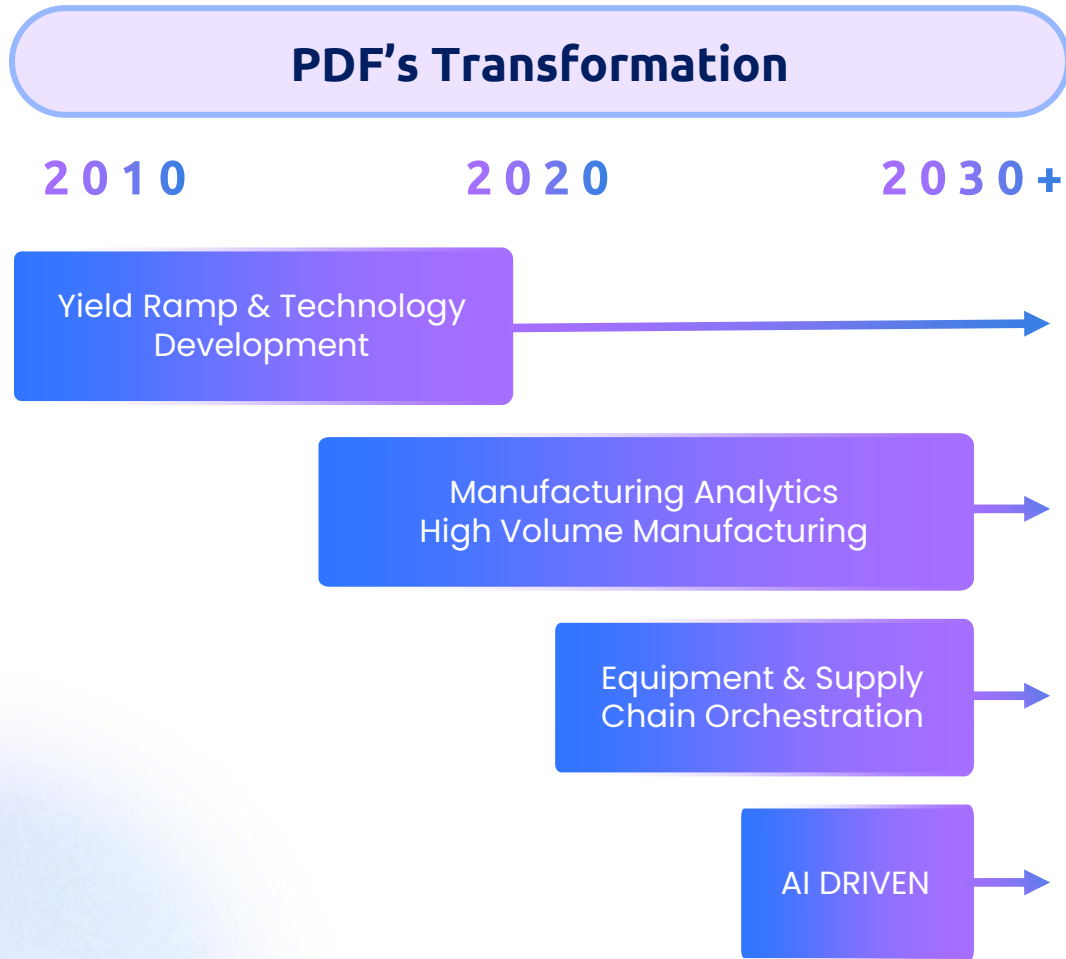 PDF’s Transformation
2010 2020 2030+
Yield Ramp & Technology
Development
Manufacturing Analytics
High Volume Manufacturing
Equipment & Supply
Chain Orchestration
AI DRIVEN